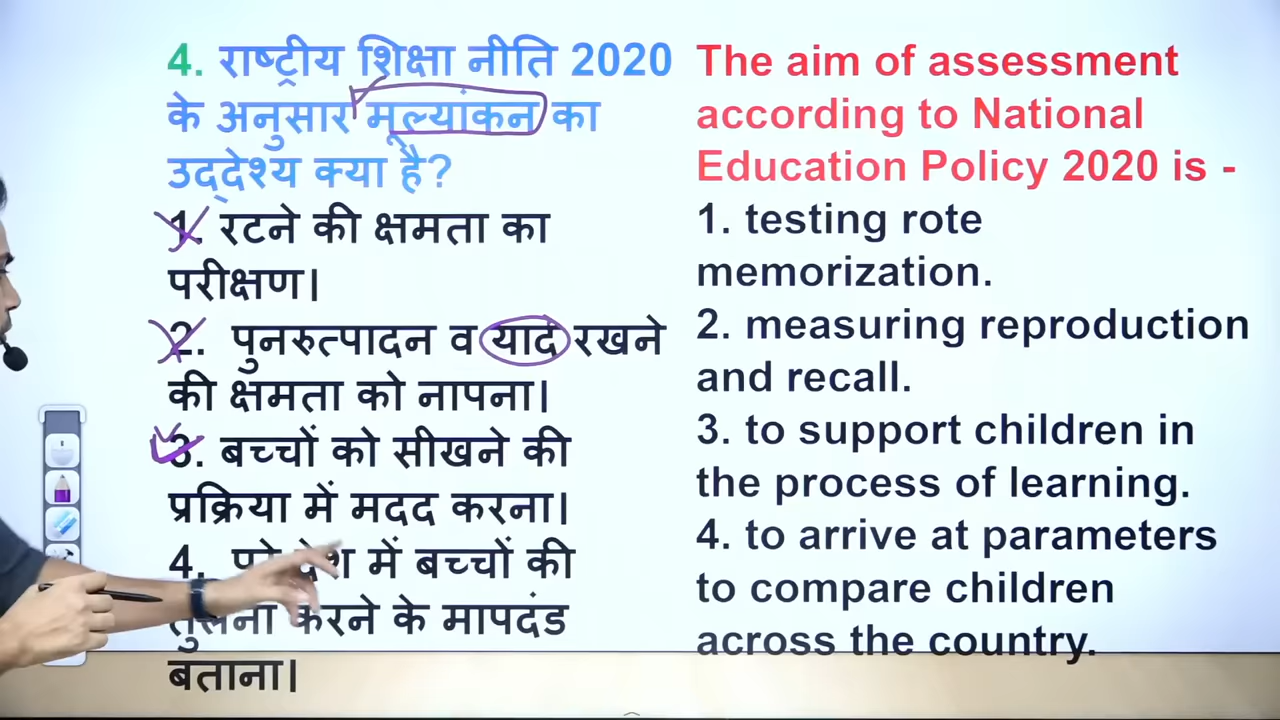 4. राष्ट्रीय शिक्षा नीति 2020
के अनुसार मूल्यांकन का
उद्देश्य क्या है?
1. रटने की क्षमता का
परीक्षण।
2. पुनरुत्पादन व याद रखने
की क्षमता को नापना।
3. बच्चों को सीखने की
प्रक्रिया में मदद करना।
4. देश में बच्चों की
तुलना करने के मापदंड
बताना।
The aim of assessment
according to National
Education Policy 2020 is -
1. testing rote
memorization.
2. measuring reproduction
and recall.
3. to support children in
the process of learning.
4. to arrive at parameters
to compare children
across the country.